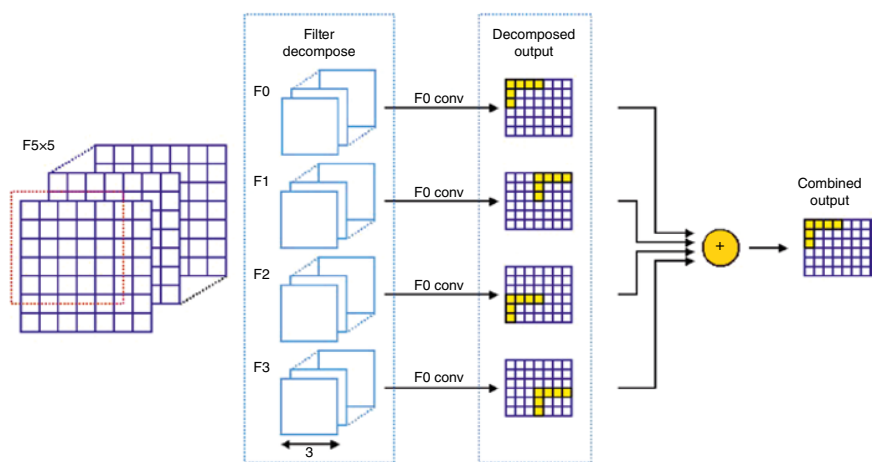 Filter
decompose
Decomposed
output
F5×5
F0
F0 conv
F1
F0 conv
F2
F0 conv
F3
F0 conv
3
+
Combined
output